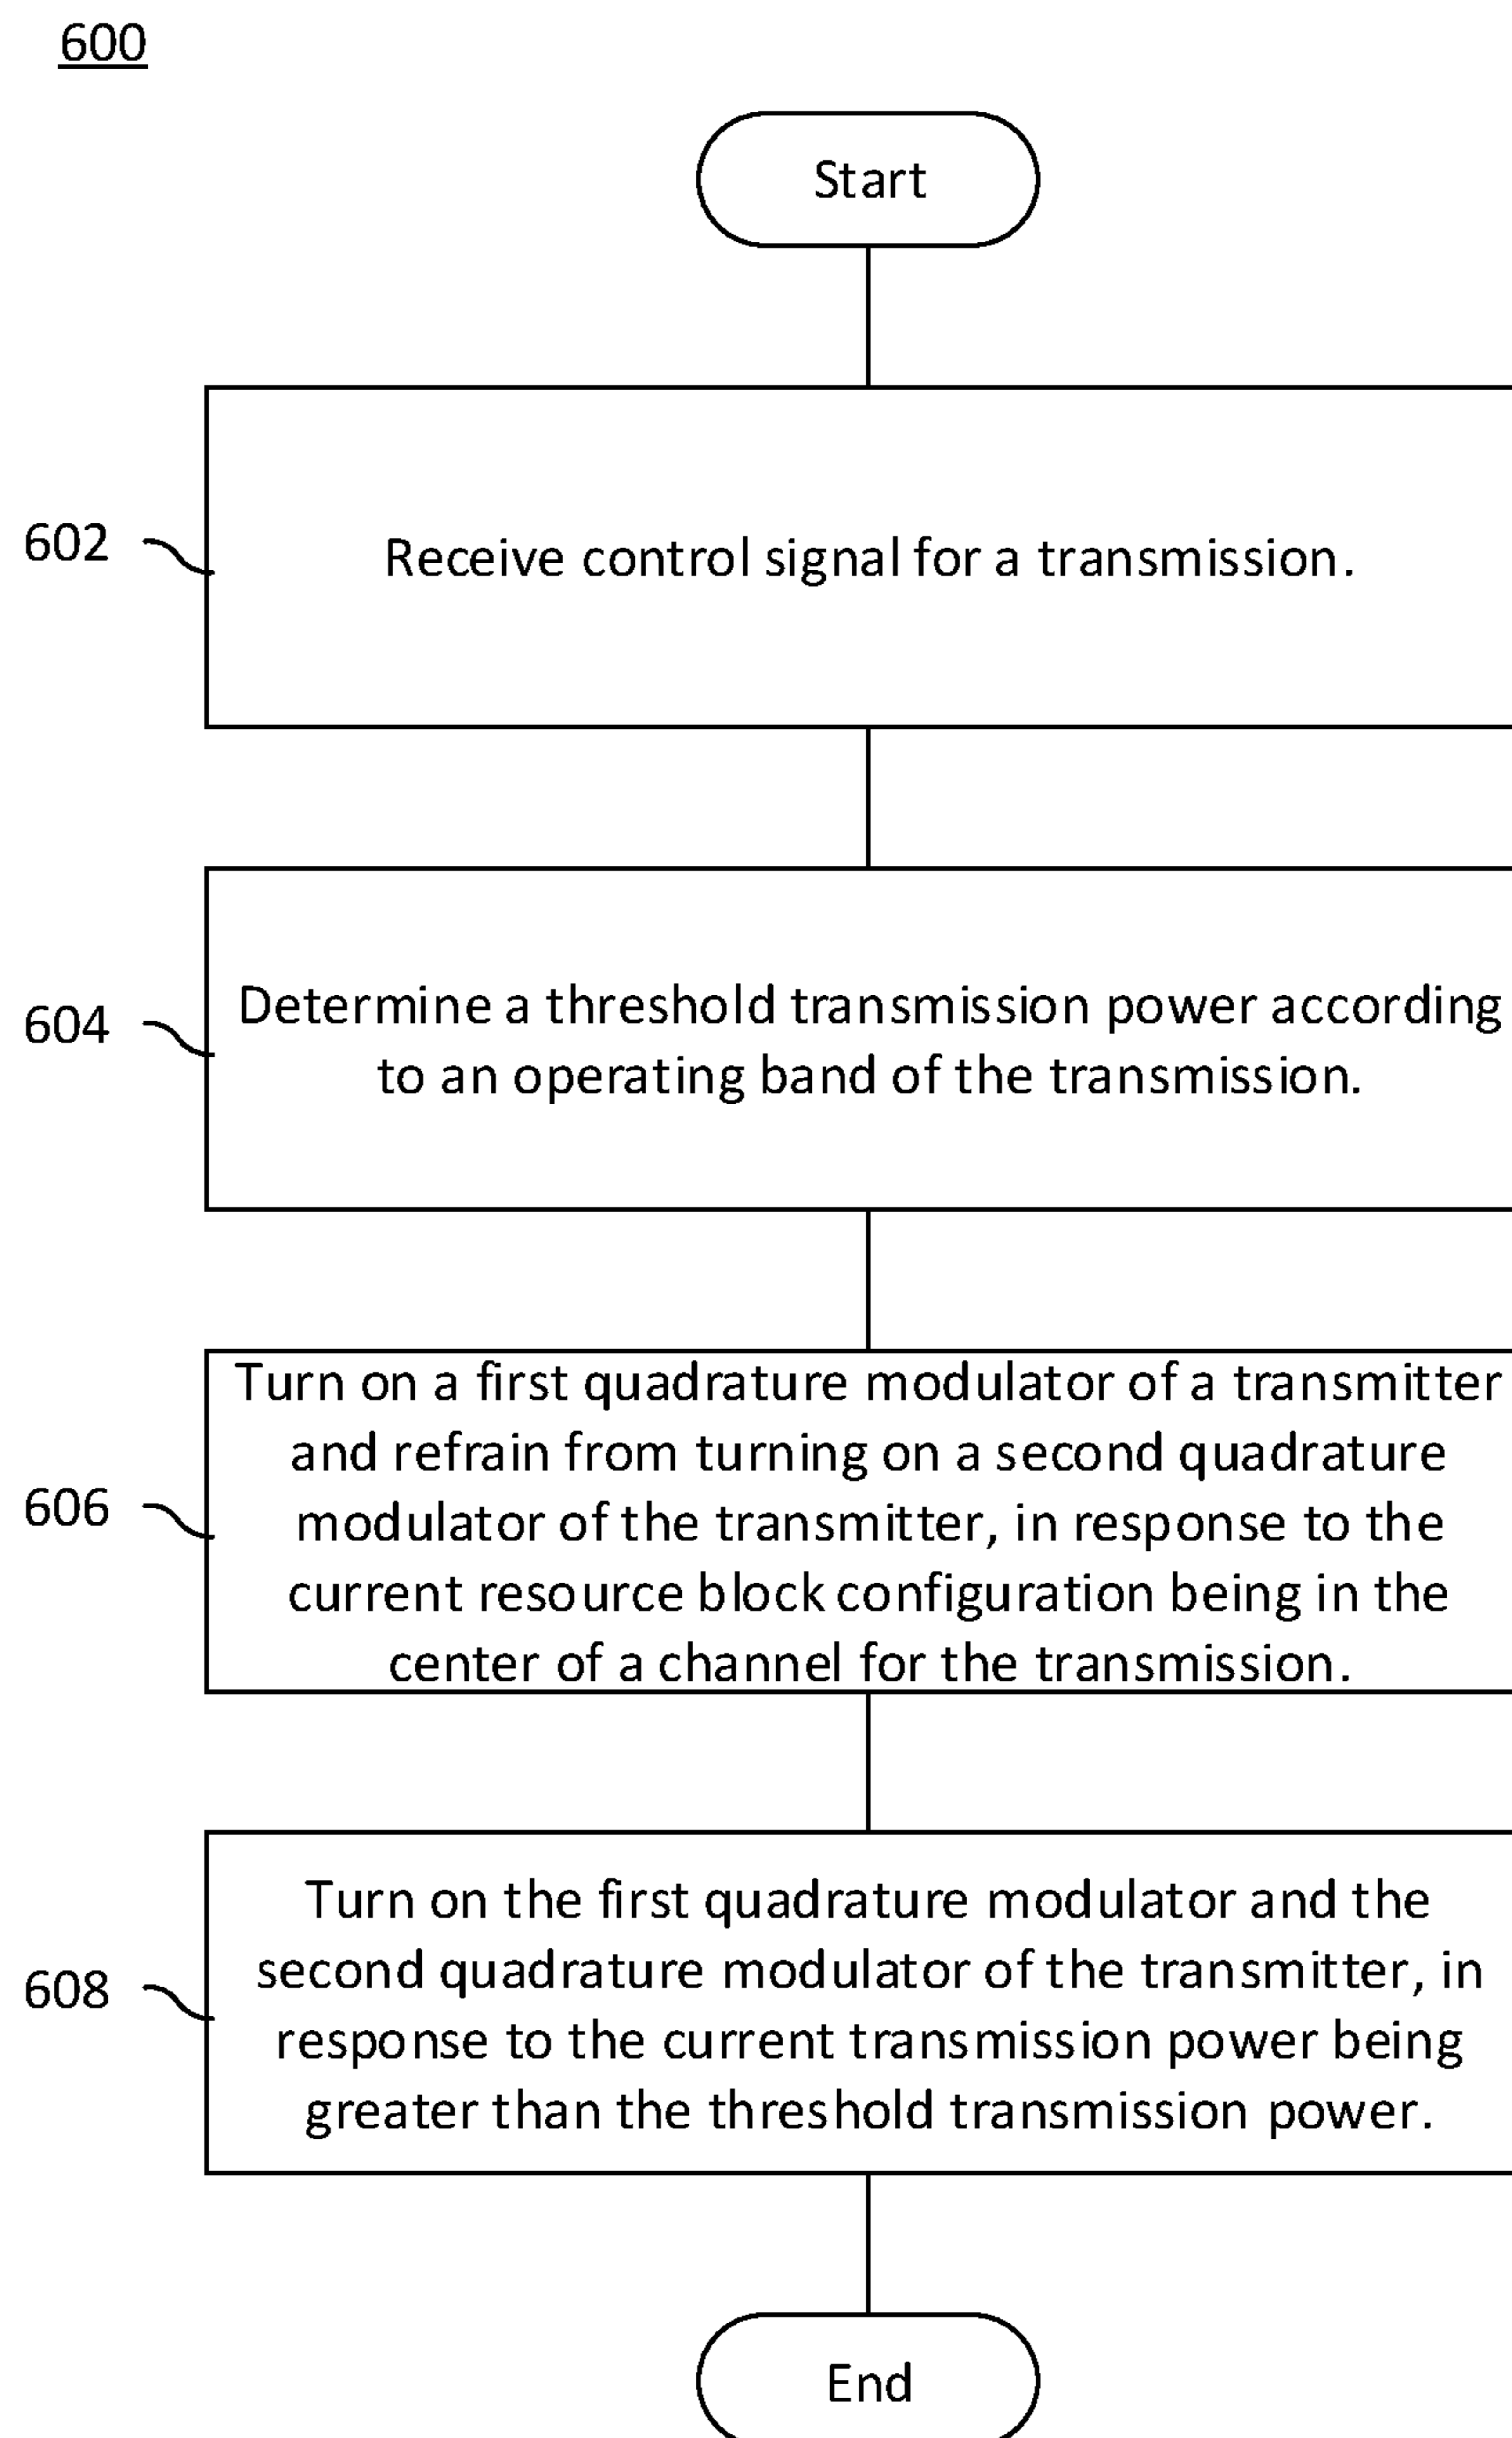 600
Start
602
Receive control signal for a transmission.
604
Determine a threshold transmission power according
to an operating band of the transmission.
606
Turn on a first quadrature modulator of a transmitter
and refrain from turning on a second quadrature
modulator of the transmitter, in response to the
current resource block configuration being in the
center of a channel for the transmission.
608
Turn on the first quadrature modulator and the
second quadrature modulator of the transmitter, in
response to the current transmission power being
greater than the threshold transmission power.
End